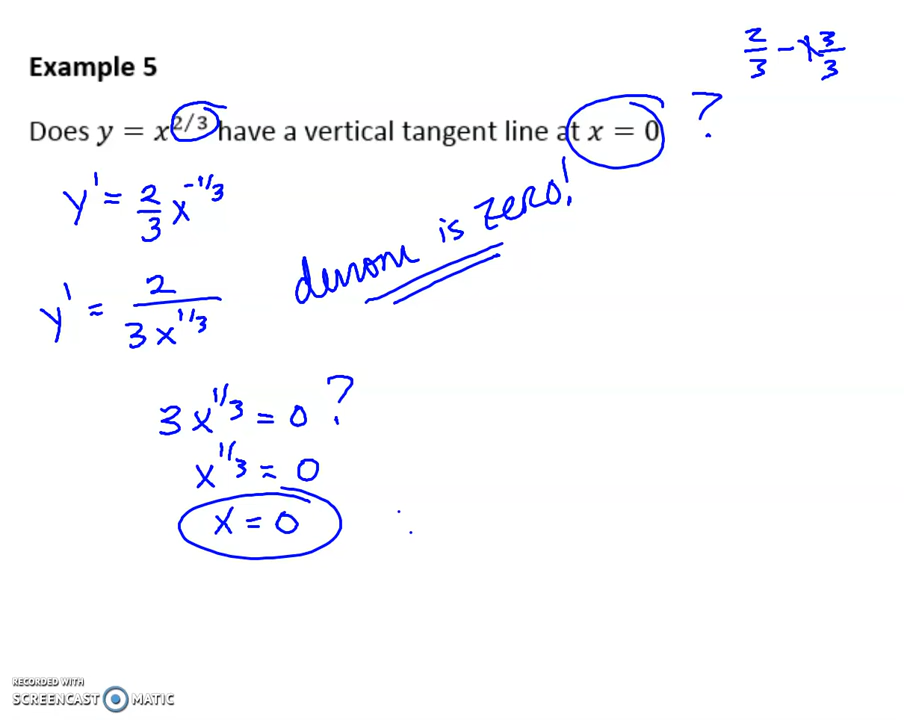 Example 5
2/3 - 1 3/3
Does y = x^{2/3} have a vertical tangent line at x = 0 ?
y' = 2/3 x^{-1/3}
denom is zero!
y' = 2/(3x^{1/3})
3x^{1/3} = 0 ?
x^{1/3} = 0
x = 0
RECORDED WITH
SCREENCAST MATIC